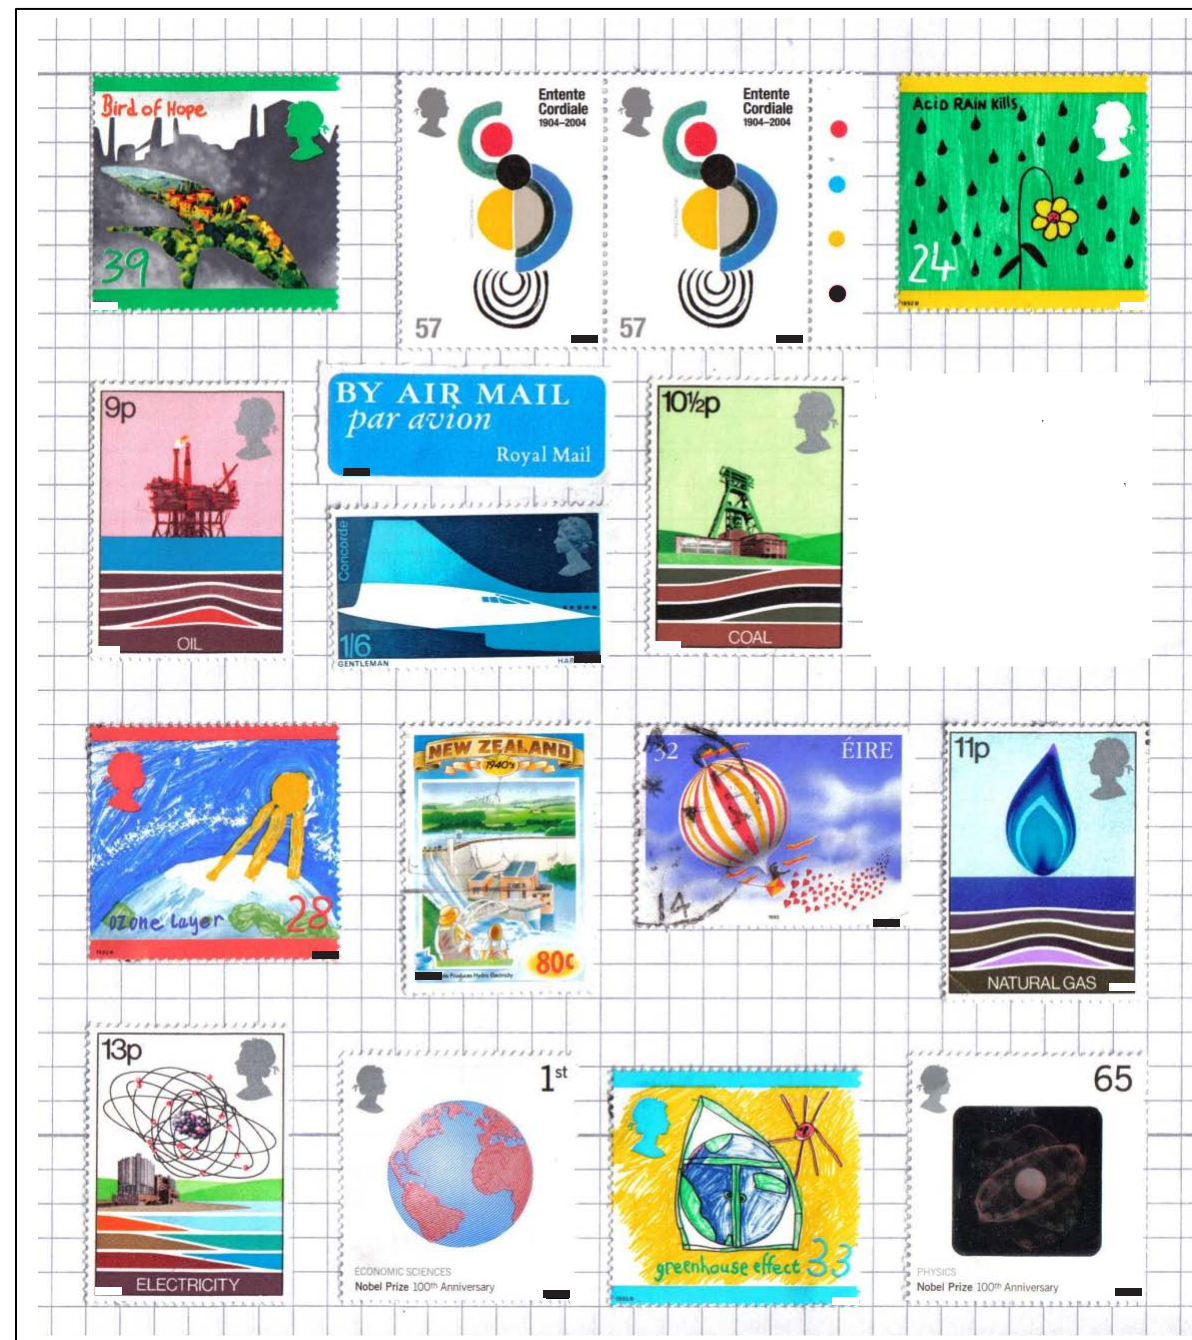 Bird of Hope
39
Entente
Cordiale
1904–2004
57
Entente
Cordiale
1904–2004
57
ACiD RAiN Kills
24
9p
OIL
BY AIR MAIL
par avion
Royal Mail
Concorde
1/6
GENTLEMAN
10½p
COAL
ozone layer
28
NEW ZEALAND
1940's
Produces Hydro Electricity
80c
32
ÉIRE
14
11p
NATURAL GAS
13p
ELECTRICITY
1st
ECONOMIC SCIENCES
Nobel Prize 100th Anniversary
greenhouse effect 33
65
PHYSICS
Nobel Prize 100th Anniversary